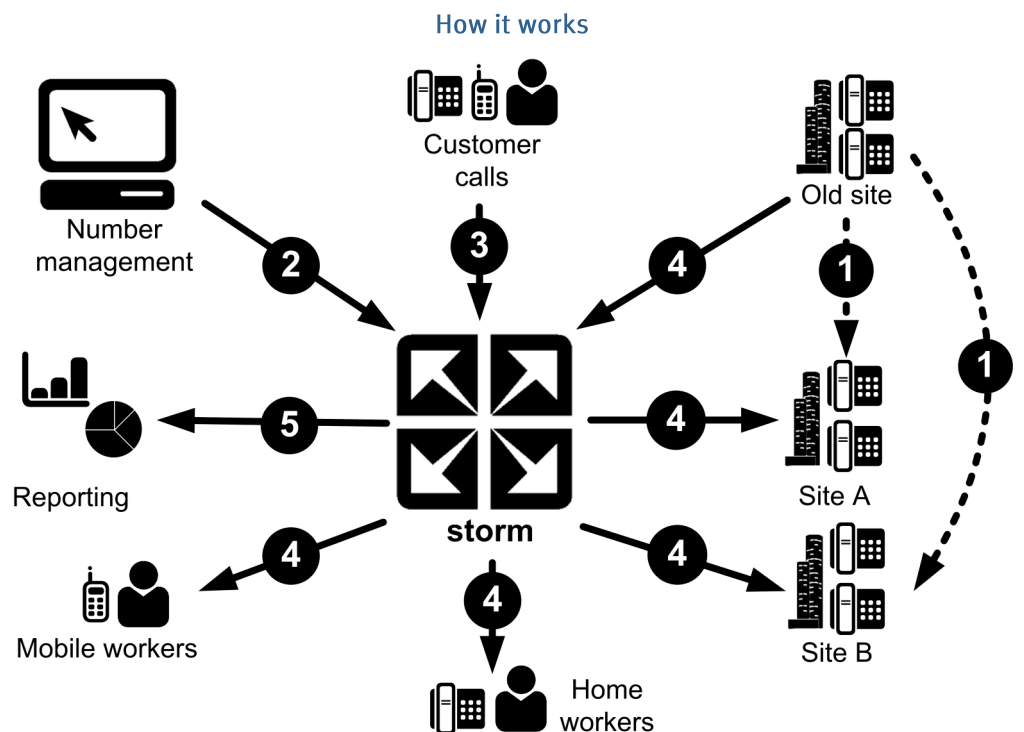 How it works
Customer
calls
Old site
Number
management
2
3
4
1
1
5
4
Reporting
storm
Site A
4
4
4
Mobile workers
Site B
Home
workers